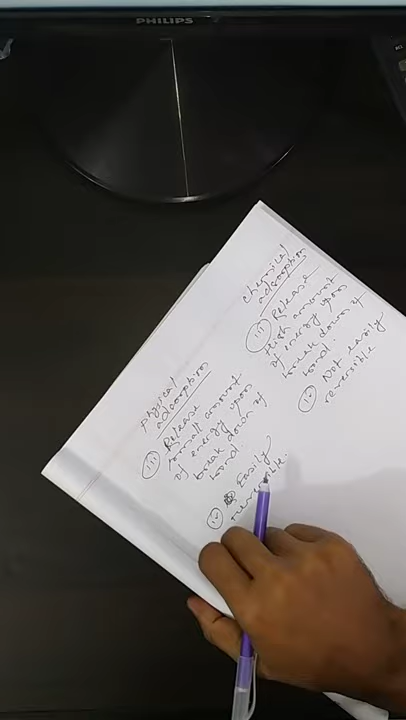 PHILIPS
physical
adsorption
(iii) Release
small amount
of energy upon
break down of
bond.
(iv) Easily
reversible.
chemical
adsorption
(iii) Release
high amount
of energy upon
break down of
bond.
(iv) Not easily
reversible